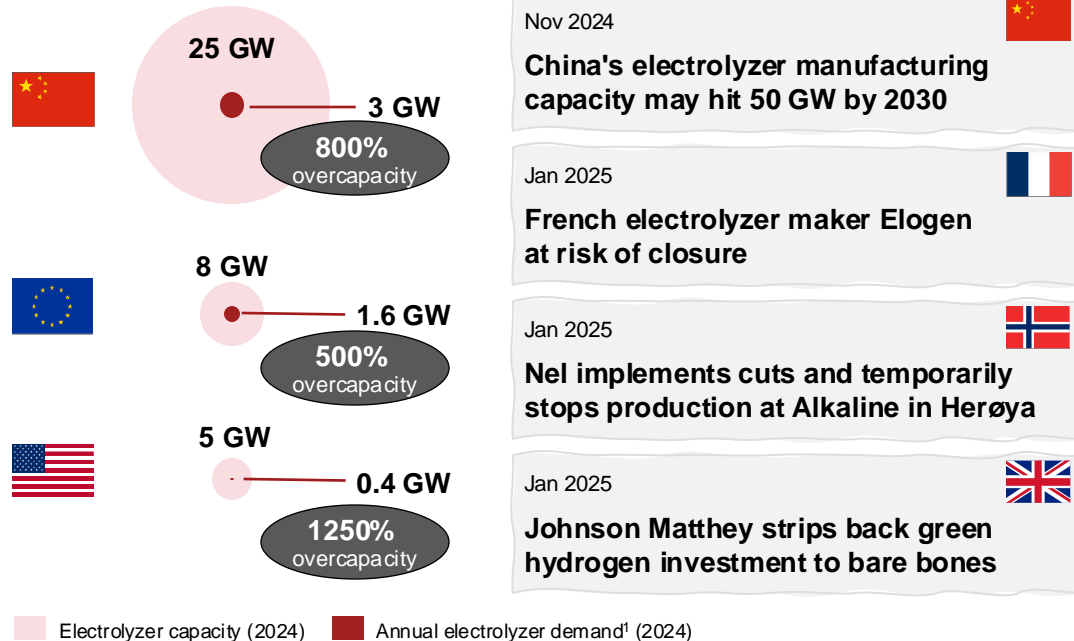 25 GW
3 GW
800%
overcapacity
8 GW
1.6 GW
500%
overcapacity
5 GW
0.4 GW
1250%
overcapacity
Nov 2024
China's electrolyzer manufacturing
capacity may hit 50 GW by 2030
Jan 2025
French electrolyzer maker Elogen
at risk of closure
Jan 2025
Nel implements cuts and temporarily
stops production at Alkaline in Herøya
Jan 2025
Johnson Matthey strips back green
hydrogen investment to bare bones
Electrolyzer capacity (2024)
Annual electrolyzer demand¹ (2024)